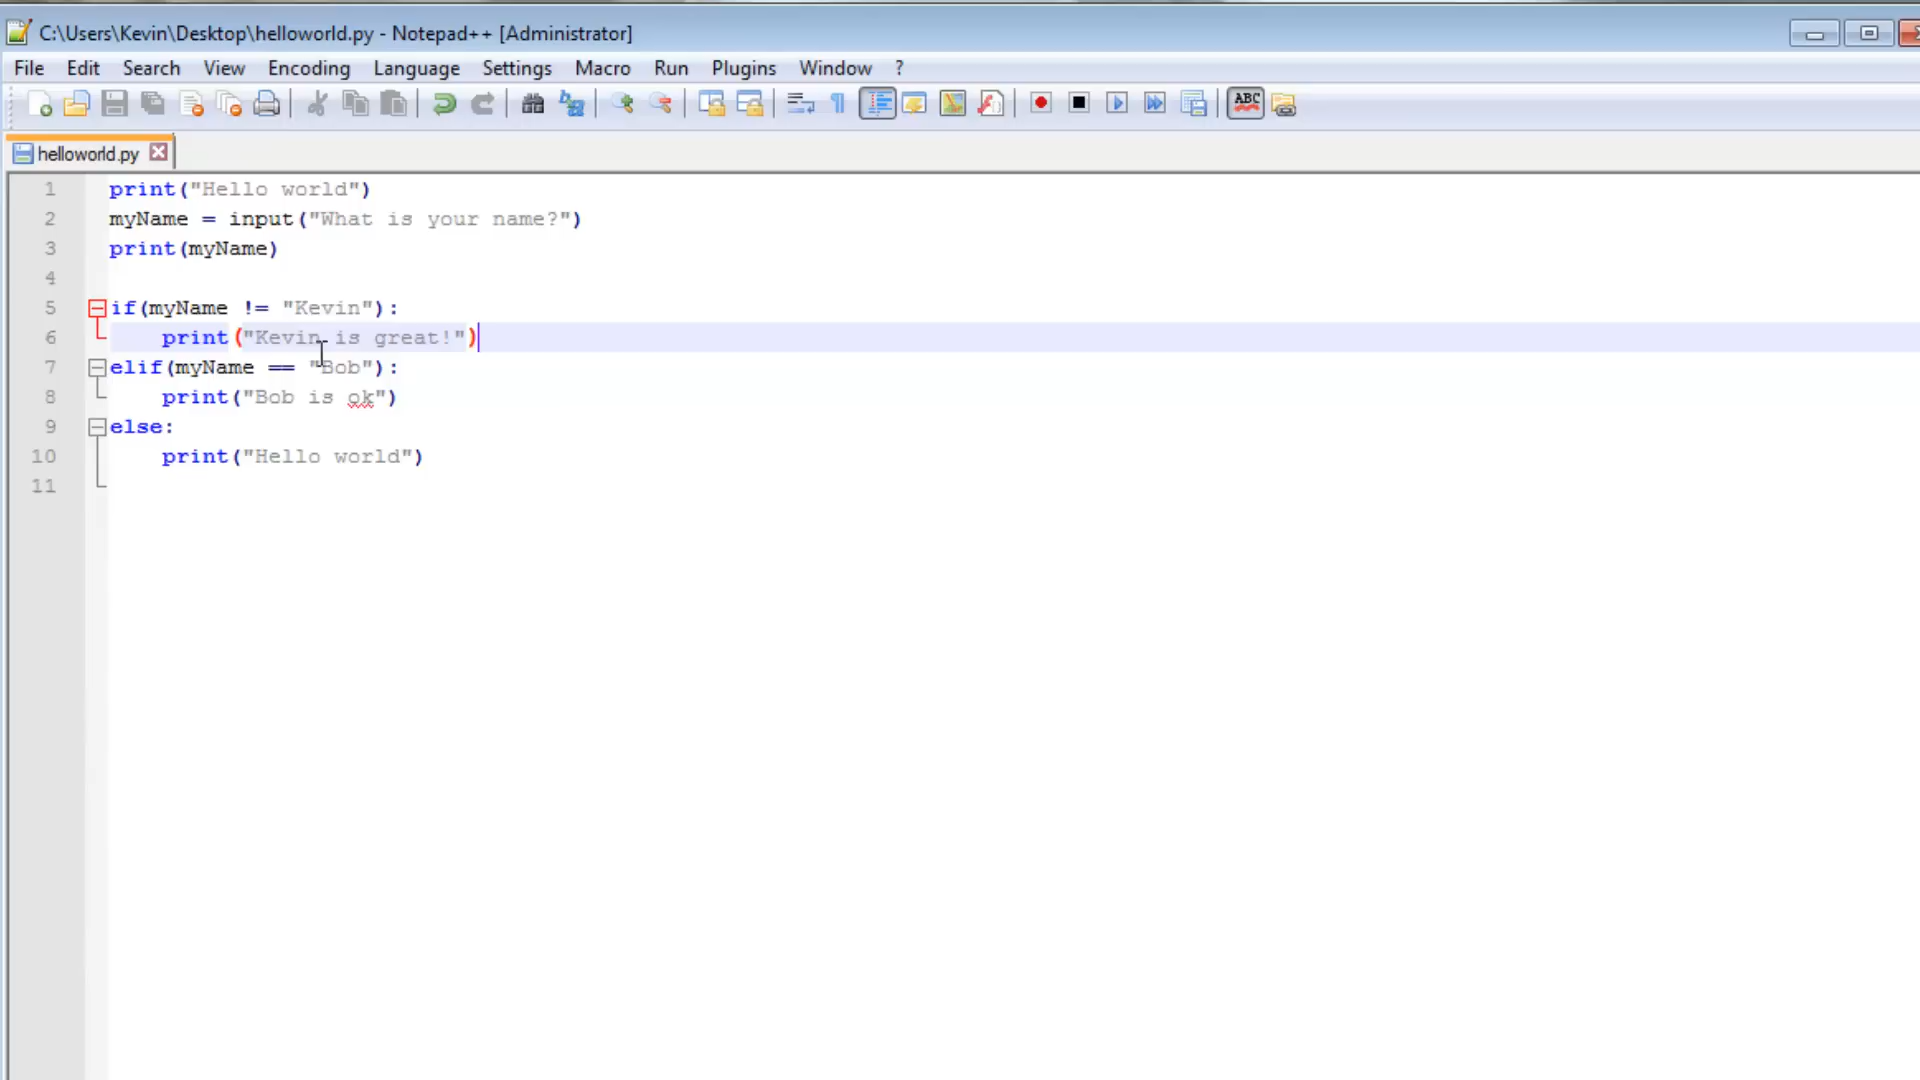 C:\Users\Kevin\Desktop\helloworld.py - Notepad++ [Administrator]
File Edit Search View Encoding Language Settings Macro Run Plugins Window ?
ABC
helloworld.py
1 print("Hello world")
2 myName = input("What is your name?")
3 print(myName)
4
5 if(myName != "Kevin"):
6 print ("Kevin is great!")
7 elif(myName == "Bob"):
8 print("Bob is ok")
9 else:
10 print("Hello world")
11